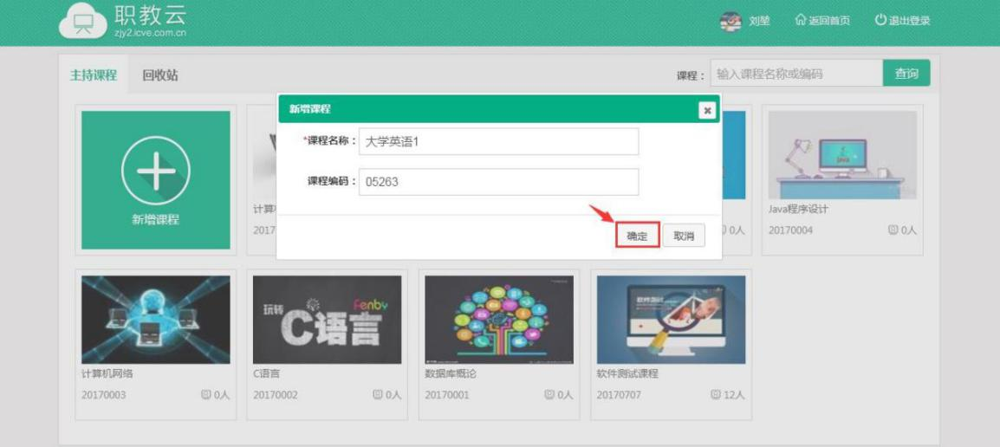 职教云
zjy2.icve.com.cn
刘堃
返回首页
退出登录
主持课程
回收站
课程：
输入课程名称或编码
查询
新增课程
*课程名称：
大学英语1
课程编码：
05263
确定
取消
新增课程
计算
2017
0人
java
Java程序设计
20170004
0人
玩转
C语言
Fenby
软件测试
计算机网络
20170003
0人
C语言
20170002
0人
数据库概论
20170001
0人
软件测试课程
20170707
12人